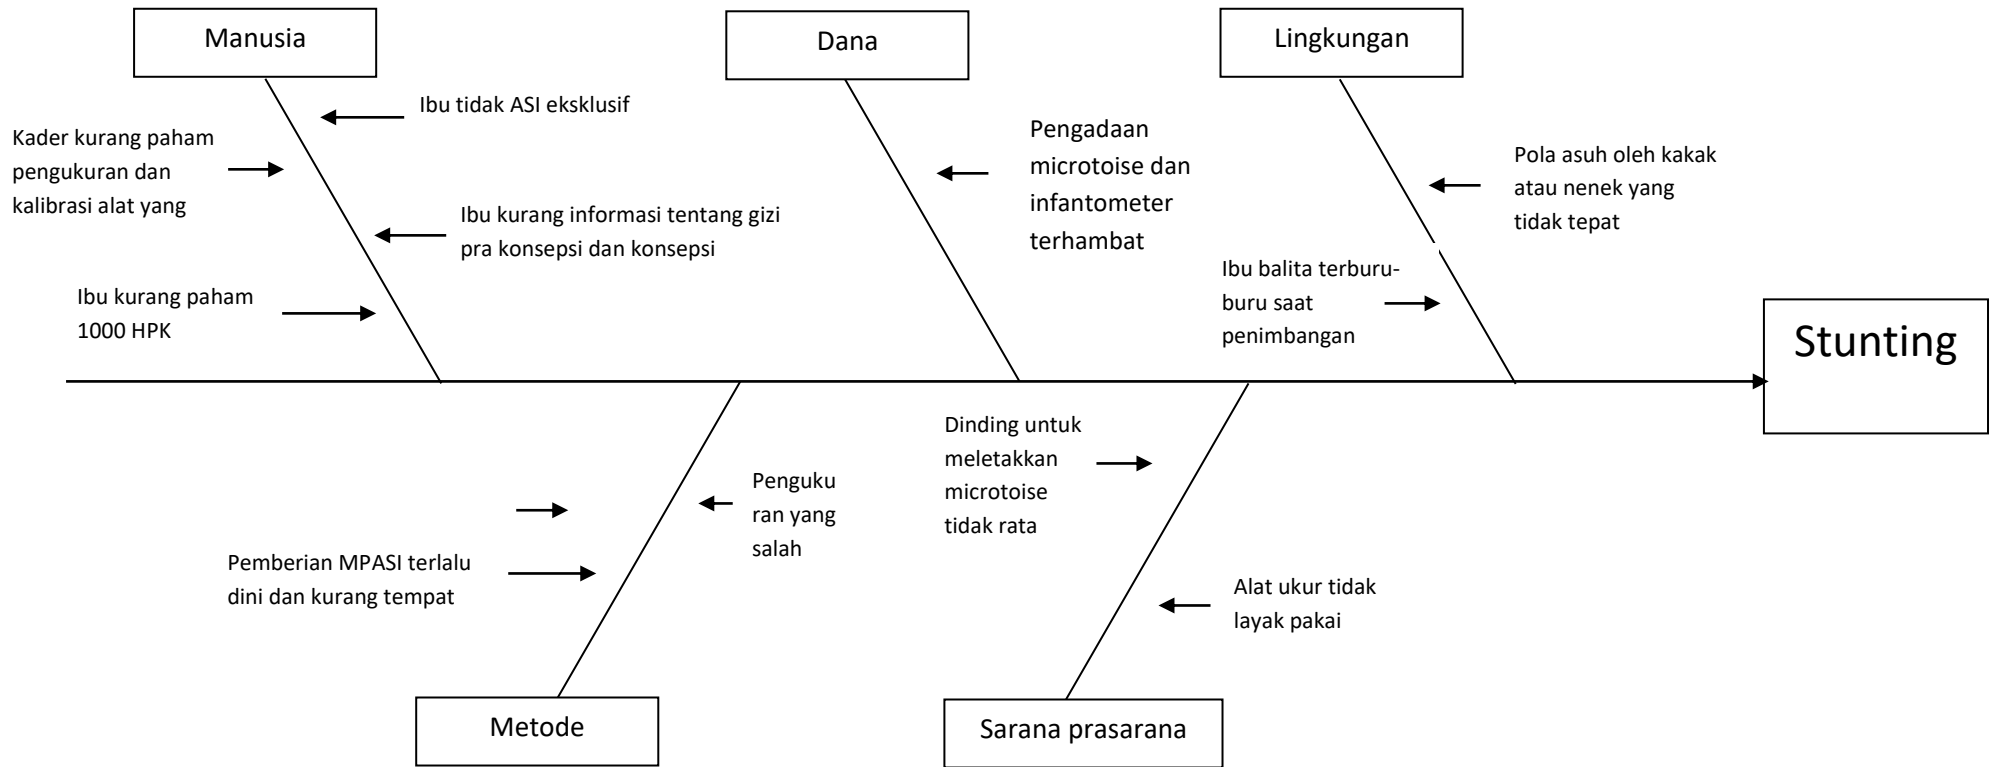 Manusia
Dana
Lingkungan
Ibu tidak ASI eksklusif
Kader kurang paham
pengukuran dan
kalibrasi alat yang
Ibu kurang informasi tentang gizi
pra konsepsi dan konsepsi
Ibu kurang paham
1000 HPK
Pengadaan
microtoise dan
infantometer
terhambat
Pola asuh oleh kakak
atau nenek yang
tidak tepat
Ibu balita terburu-
buru saat
penimbangan
Stunting
Penguku
ran yang
salah
Pemberian MPASI terlalu
dini dan kurang tempat
Dinding untuk
meletakkan
microtoise
tidak rata
Alat ukur tidak
layak pakai
Metode
Sarana prasarana